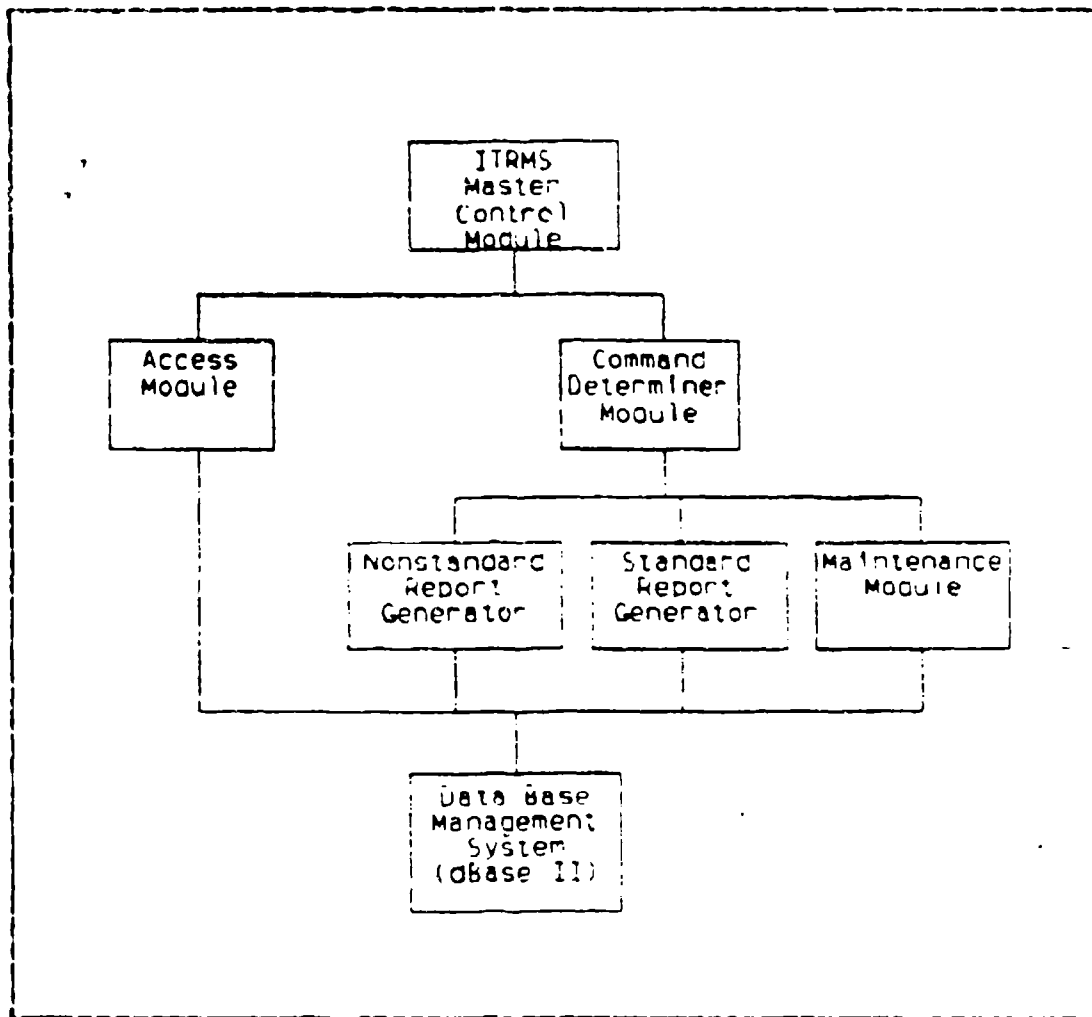 ITRMS
Master
Control
Module
Access
Module
Command
Determiner
Module
Nonstandard
Report
Generator
Standard
Report
Generator
Maintenance
Module
Data Base
Management
System
(dBase II)